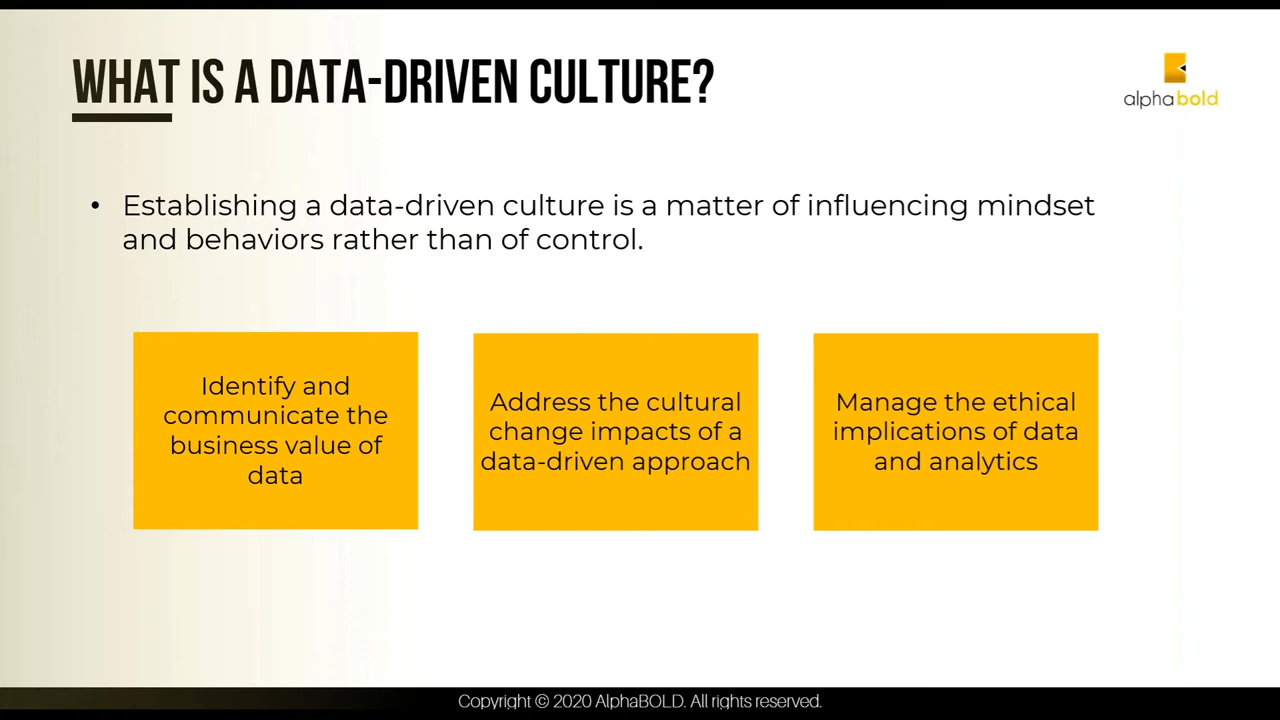 WHAT IS A DATA-DRIVEN CULTURE?
alphabold
• Establishing a data-driven culture is a matter of influencing mindset
and behaviors rather than of control.
Identify and
communicate the
business value of
data
Address the cultural
change impacts of a
data-driven approach
Manage the ethical
implications of data
and analytics
Copyright © 2020 AlphaBOLD. All rights reserved.